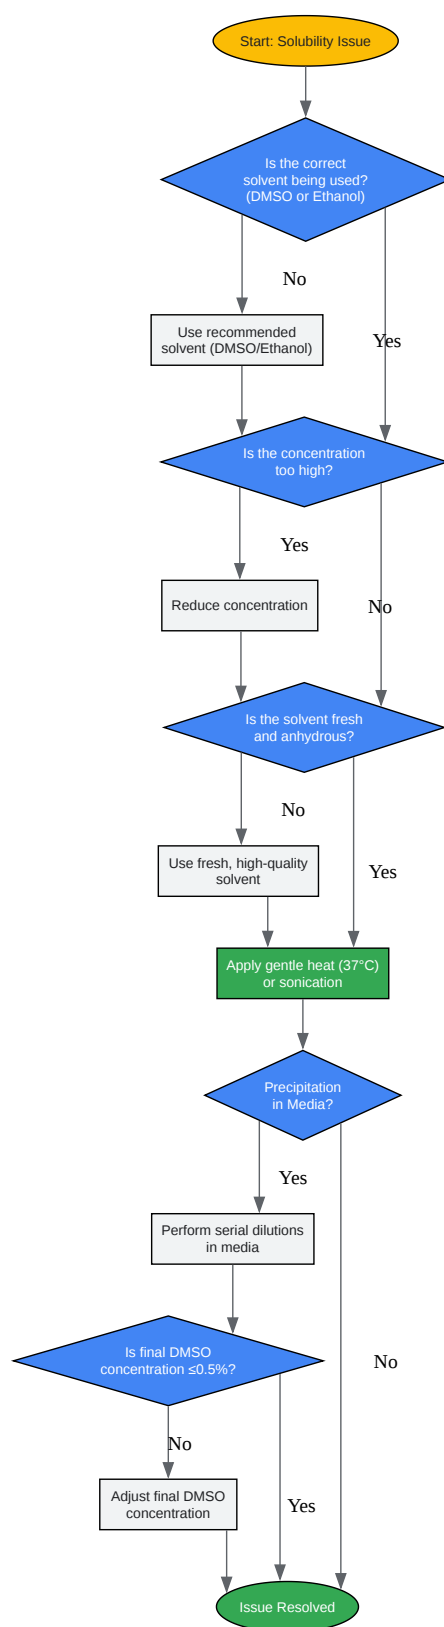 Start: Solubility Issue
Is the correct
solvent being used?
(DMSO or Ethanol)
No
Yes
Use recommended
solvent (DMSO/Ethanol)
Is the concentration
too high?
Yes
No
Reduce concentration
Is the solvent fresh
and anhydrous?
No
Yes
Use fresh, high-quality
solvent
Apply gentle heat (37°C)
or sonication
Precipitation
in Media?
Yes
Perform serial dilutions
in media
Is final DMSO
concentration ≤0.5%?
No
No
Yes
Adjust final DMSO
concentration
Issue Resolved